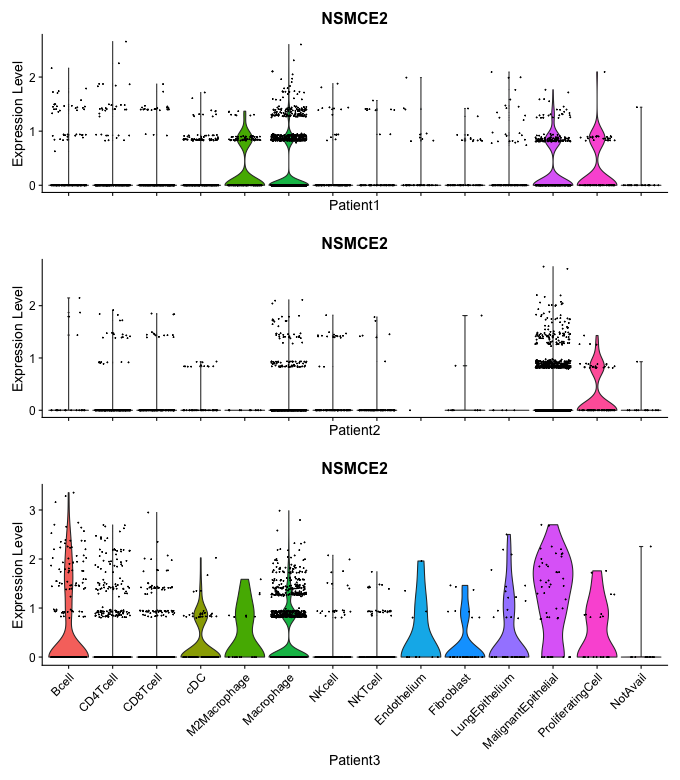 NSMCE2
Expression Level
2
1
0
Patient1
NSMCE2
Expression Level
2
1
0
Patient2
NSMCE2
Expression Level
3
2
1
0
Bcell
CD4Tcell
CD8Tcell
cDC
M2Macrophage
Macrophage
NKcell
NKTcell
Endothelium
Fibroblast
LungEpithelium
MalignantEpithelial
ProliferatingCell
NotAvail
Patient3